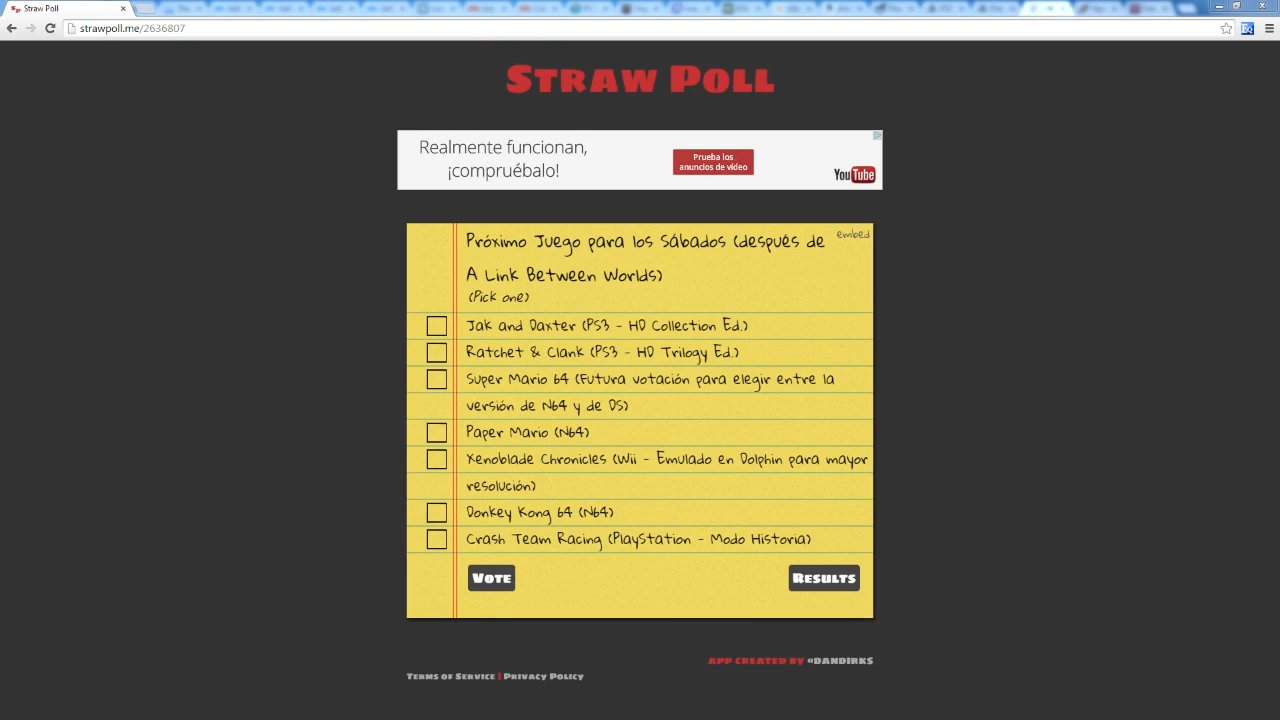 Straw Poll
strawpoll.me/2636807
STRAW POLL
Realmente funcionan,
¡compruébalo!
Prueba los
anuncios de vídeo
YouTube
Próximo Juego para los Sábados (después de
embed
A Link Between Worlds)
(Pick one)
Jak and Daxter (PS3 - HD Collection Ed.)
Ratchet & Clank (PS3 - HD Trilogy Ed.)
Super Mario 64 (Futura votación para elegir entre la
versión de N64 y de DS)
Paper Mario (N64)
Xenoblade Chronicles (Wii - Emulado en Dolphin para mayor
resolución)
Donkey Kong 64 (N64)
Crash Team Racing (PlayStation - Modo Historia)
VOTE
RESULTS
APP CREATED BY @DANDIRKS
TERMS OF SERVICE | PRIVACY POLICY